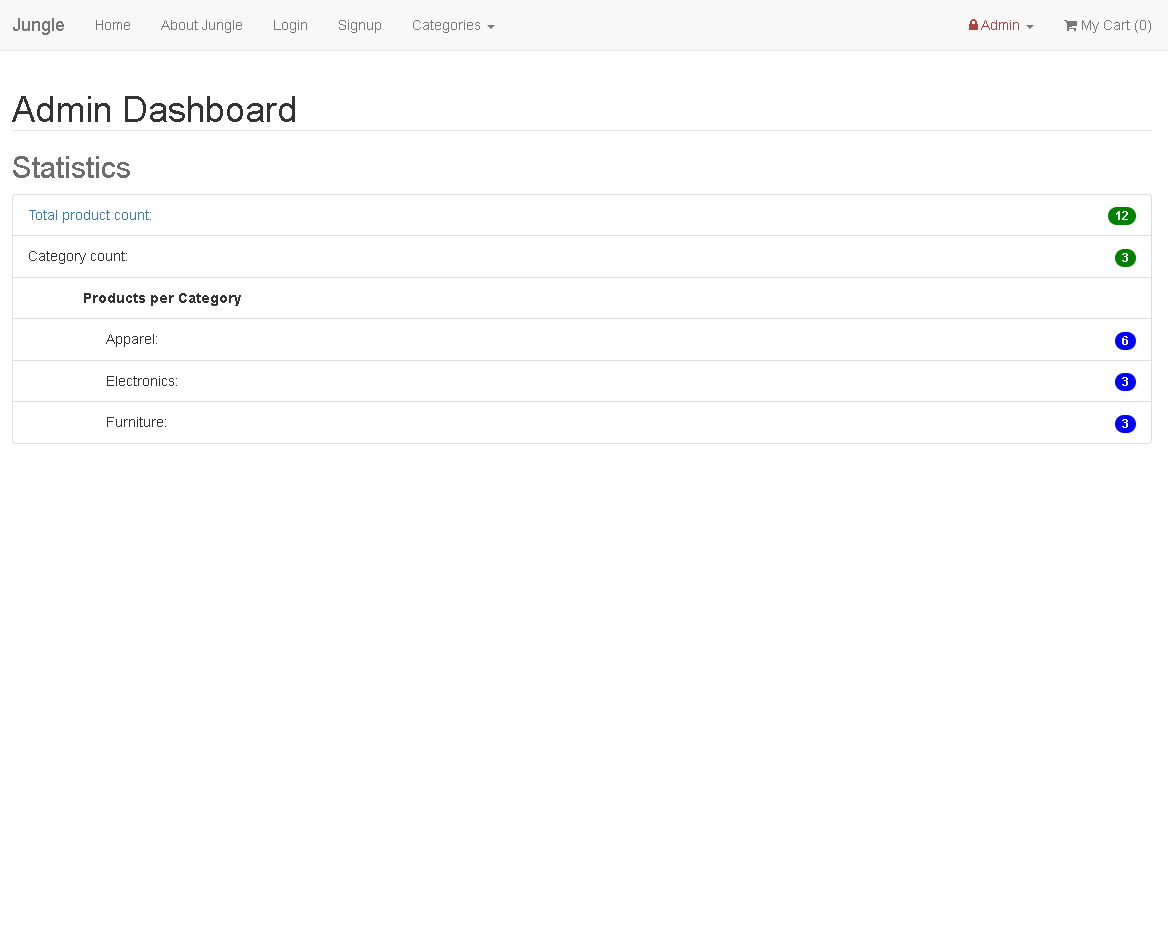 Jungle Home About Jungle Login Signup Categories Admin My Cart (0)
Admin Dashboard
Statistics
Total product count: 12
Category count: 3
Products per Category
Apparel: 6
Electronics: 3
Furniture: 3